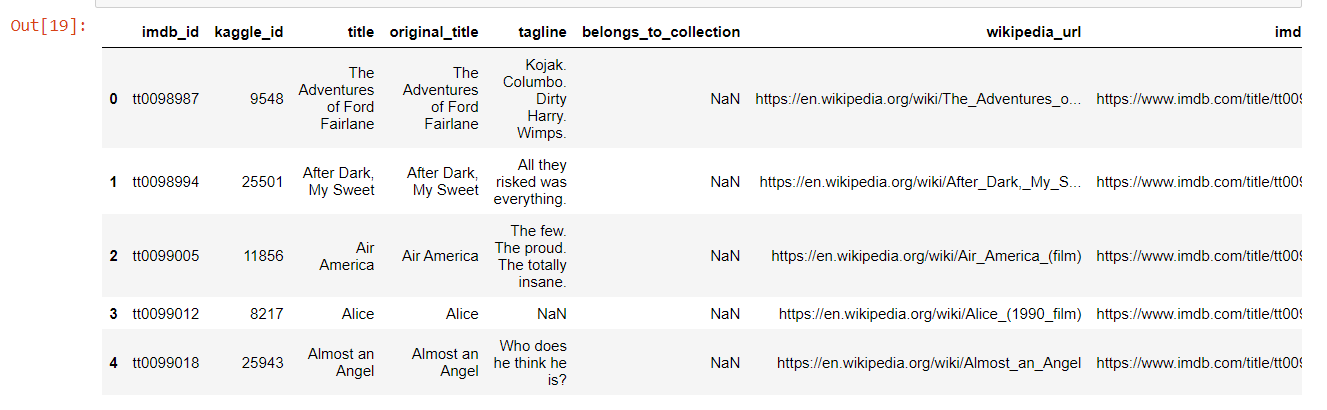 Out[19]:
imdb_id kaggle_id title original_title tagline belongs_to_collection wikipedia_url imd
0 tt0098987 9548 The Adventures of Ford Fairlane The Adventures of Ford Fairlane Kojak. Columbo. Dirty Harry. Wimps. NaN https://en.wikipedia.org/wiki/The_Adventures_o... https://www.imdb.com/title/tt009
1 tt0098994 25501 After Dark, My Sweet After Dark, My Sweet All they risked was everything. NaN https://en.wikipedia.org/wiki/After_Dark,_My_S... https://www.imdb.com/title/tt009
2 tt0099005 11856 Air America Air America The few. The proud. The totally insane. NaN https://en.wikipedia.org/wiki/Air_America_(film) https://www.imdb.com/title/tt009
3 tt0099012 8217 Alice Alice NaN NaN https://en.wikipedia.org/wiki/Alice_(1990_film) https://www.imdb.com/title/tt009
4 tt0099018 25943 Almost an Angel Almost an Angel Who does he think he is? NaN https://en.wikipedia.org/wiki/Almost_an_Angel https://www.imdb.com/title/tt009